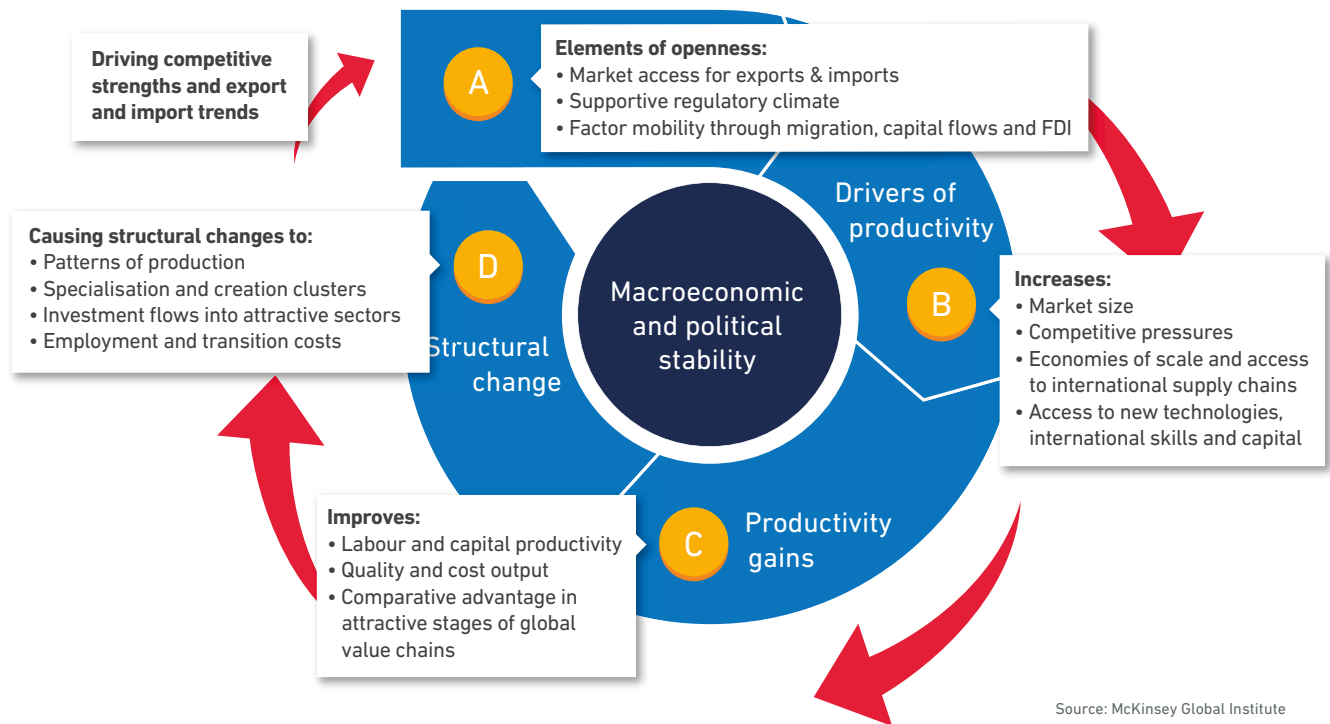 Driving competitive
strengths and export
and import trends
A
Elements of openness:
• Market access for exports & imports
• Supportive regulatory climate
• Factor mobility through migration, capital flows and FDI
Drivers of
productivity
B
Increases:
• Market size
• Competitive pressures
• Economies of scale and access
to international supply chains
• Access to new technologies,
international skills and capital
Macroeconomic
and political
stability
Causing structural changes to:
• Patterns of production
• Specialisation and creation clusters
• Investment flows into attractive sectors
• Employment and transition costs
D
Structural
change
Improves:
• Labour and capital productivity
• Quality and cost output
• Comparative advantage in
attractive stages of global
value chains
C
Productivity
gains
Source: McKinsey Global Institute